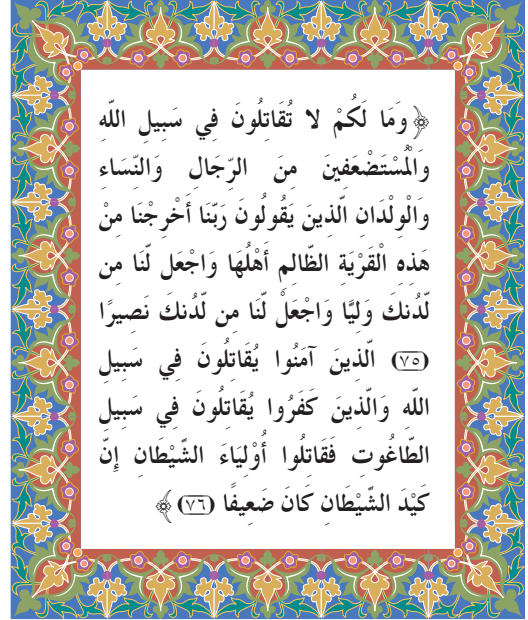 ﴿ وَمَا لَكُمْ لا تُقَاتِلُونَ فِي سَبِيلِ اللّهِ
وَالْمُسْتَضْعَفِينَ مِنَ الرِّجَالِ وَالنِّسَاءِ
وَالْوِلْدَانِ الَّذِينَ يَقُولُونَ رَبَّنَا أَخْرِجْنَا مِنْ
هَذِهِ الْقَرْيَةِ الظَّالِمِ أَهْلُهَا وَاجْعَل لَّنَا مِن
لَّدُنكَ وَلِيًّا وَاجْعَلْ لَّنَا مِن لَّدُنكَ نَصِيرًا
(٧٥) الَّذِينَ آمَنُوا يُقَاتِلُونَ فِي سَبِيلِ
اللّهِ وَالَّذِينَ كَفَرُوا يُقَاتِلُونَ فِي سَبِيلِ
الطَّاغُوتِ فَقَاتِلُوا أَوْلِيَاءَ الشَّيْطَانِ إِنَّ
كَيْدَ الشَّيْطَانِ كَانَ ضَعِيفًا (٧٦) ﴾